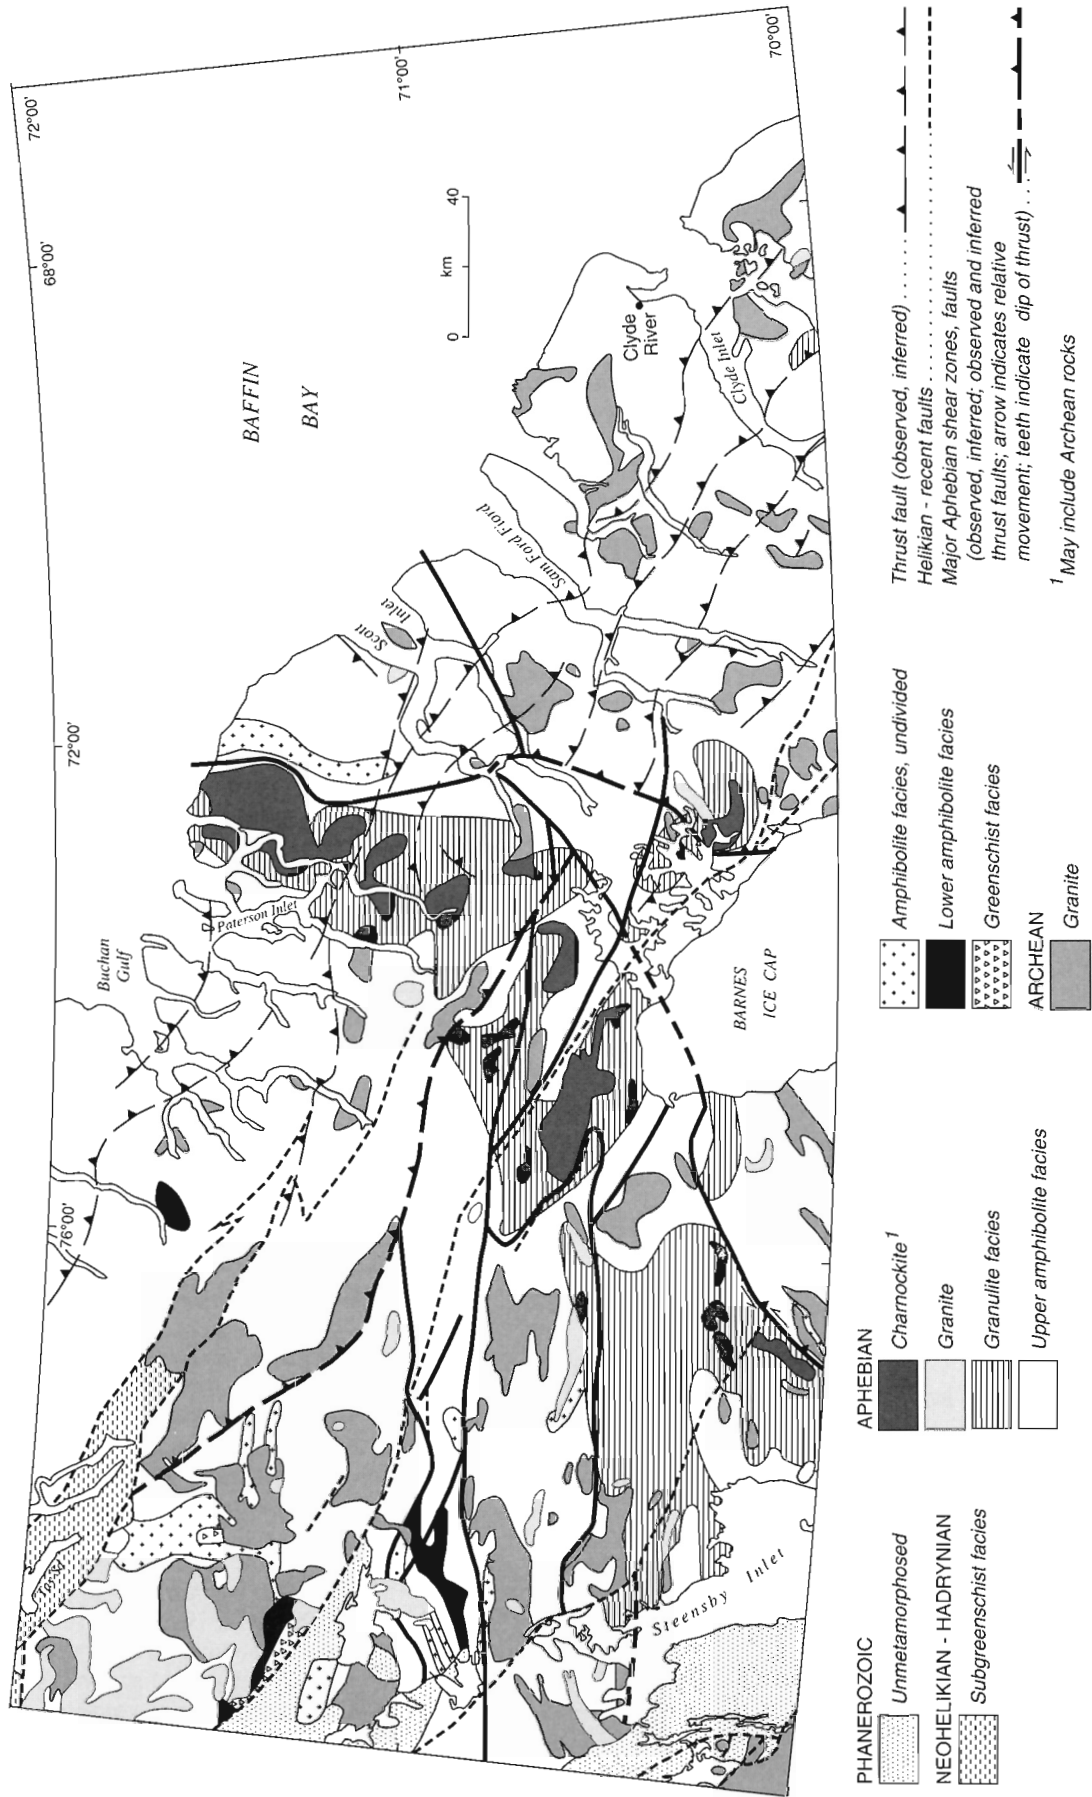 72°00'
71°00'
70°00'
68°00'
72°00'
76°00'
BAFFIN
BAY
0 km 40
Clyde
River
Clyde Inlet
Sam Ford Fiord
Scott
Inlet
Buchan
Gulf
Paterson Inlet
BARNES
ICE CAP
Steensby Inlet
PHANEROZOIC
Unmetamorphosed
NEOHELIKIAN - HADRYNIAN
Subgreenschist facies
APHEBIAN
Charnockite ¹
Granite
Granulite facies
Upper amphibolite facies
Amphibolite facies, undivided
Lower amphibolite facies
Greenschist facies
ARCHEAN
Granite
Thrust fault (observed, inferred)
Helikian - recent faults
Major Aphebian shear zones, faults
(observed, inferred; observed and inferred
thrust faults; arrow indicates relative
movement; teeth indicate dip of thrust)
¹ May include Archean rocks